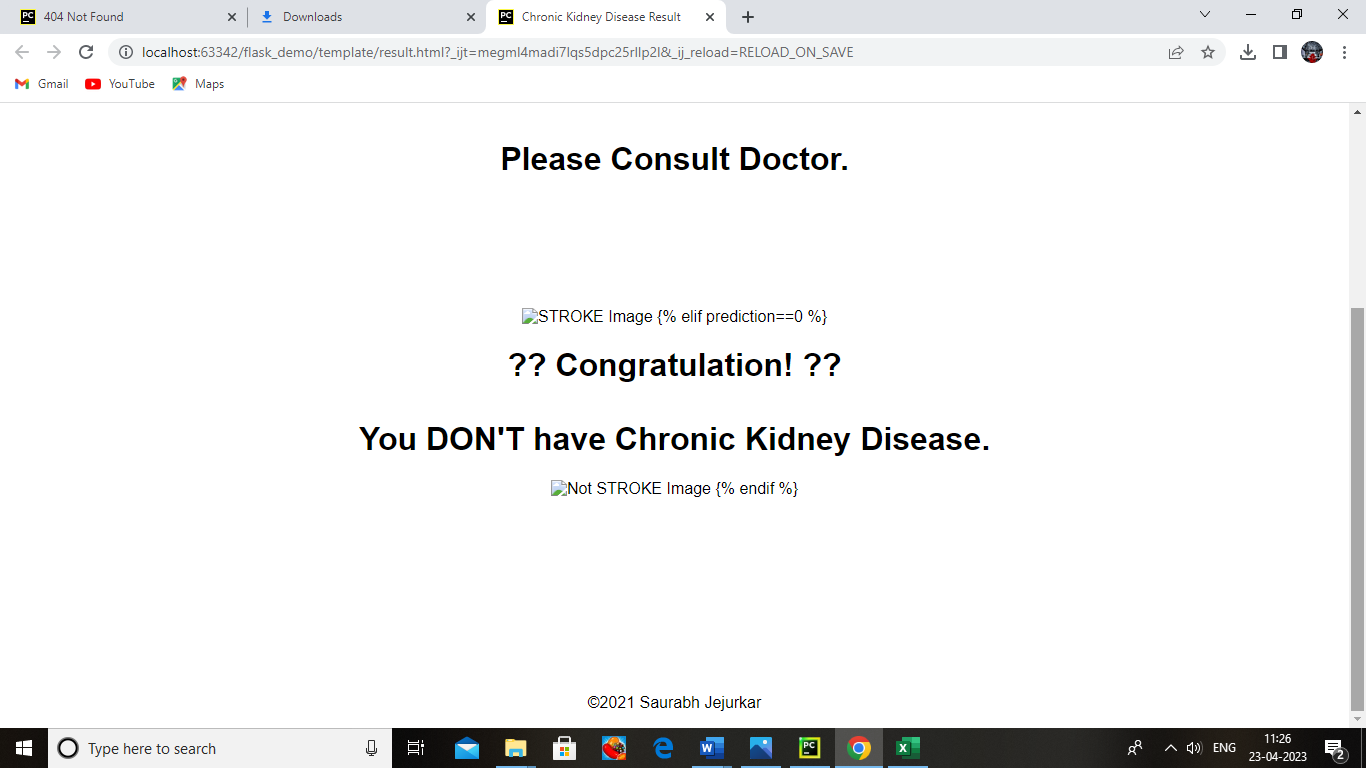 404 Not Found
Downloads
Chronic Kidney Disease Result
localhost:63342/flask_demo/template/result.html?_ijt=megml4madi7lqs5dpc25rllp2l&_ij_reload=RELOAD_ON_SAVE
Gmail
YouTube
Maps
Please Consult Doctor.
STROKE Image {% elif prediction==0 %}
?? Congratulation! ??
You DON'T have Chronic Kidney Disease.
Not STROKE Image {% endif %}
©2021 Saurabh Jejurkar
Type here to search
ENG
11:26
23-04-2023
2